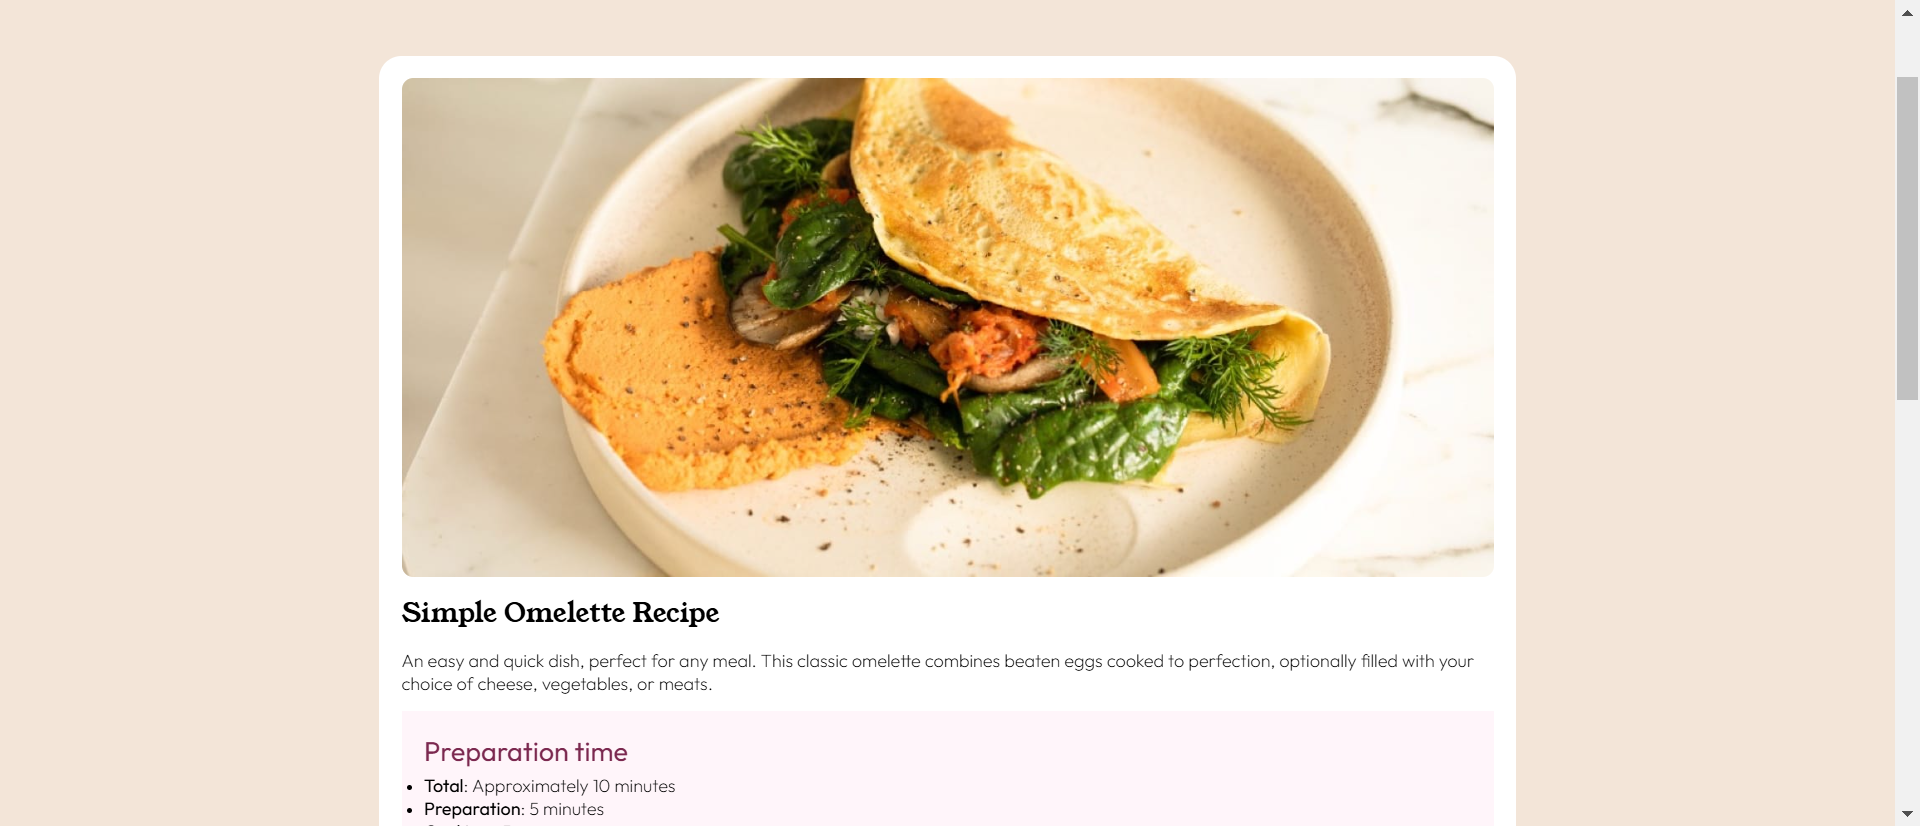 Simple Omelette Recipe
An easy and quick dish, perfect for any meal. This classic omelette combines beaten eggs cooked to perfection, optionally filled with your
choice of cheese, vegetables, or meats.
Preparation time
• Total: Approximately 10 minutes
• Preparation: 5 minutes